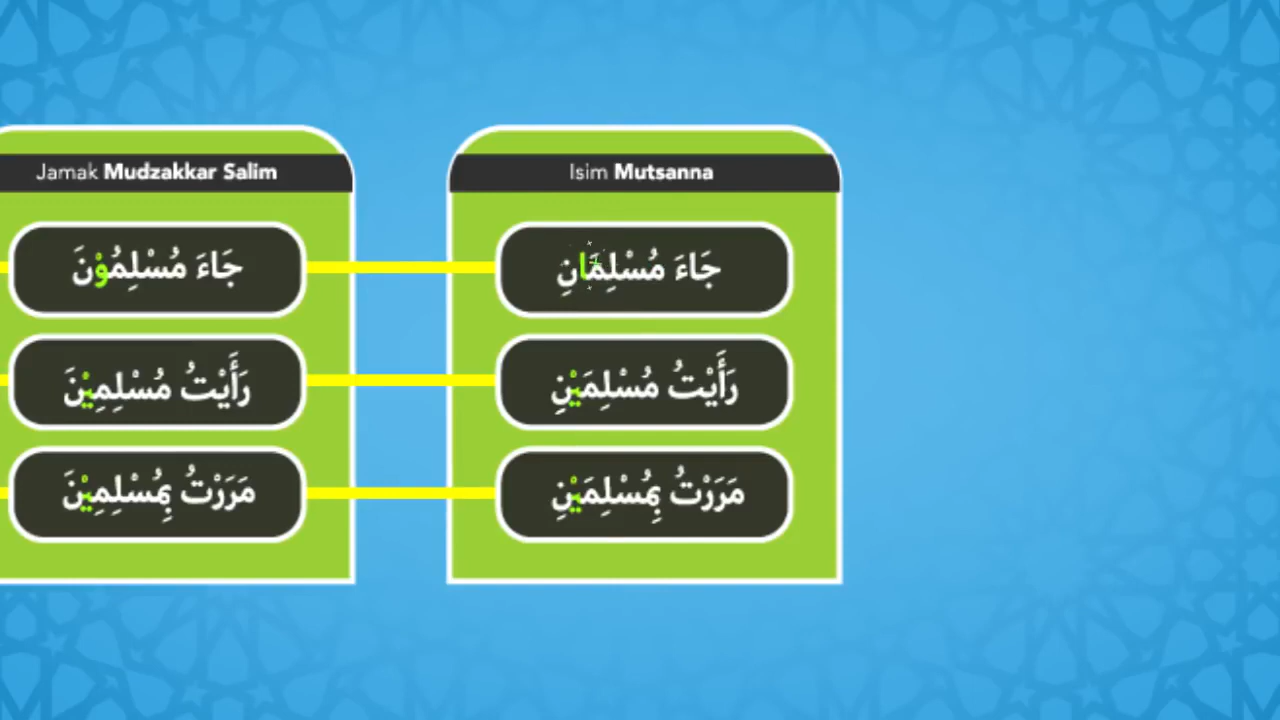 Jamak Mudzakkar Salim
جَاءَ مُسْلِمُوْنَ
رَأَيْتُ مُسْلِمِيْنَ
مَرَرْتُ بِمُسْلِمِيْنَ
Isim Mutsanna
جَاءَ مُسْلِمَانِ
رَأَيْتُ مُسْلِمَيْنِ
مَرَرْتُ بِمُسْلِمَيْنِ